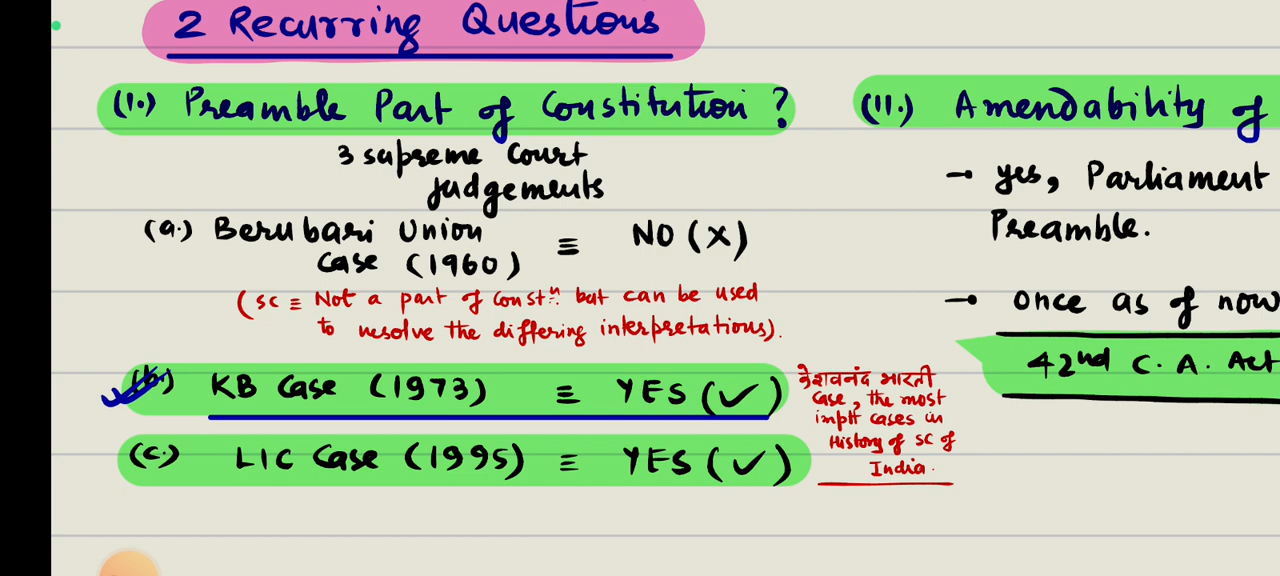 2 Recurring Questions
(I.) Preamble Part of Constitution?
3 supreme Court
judgements
(a.) Berubari Union
case (1960) ≡ NO (X)
(SC ≡ Not a part of Constⁿ. but can be used
to resolve the differing interpretations).
(b.) KB Case (1973) ≡ YES (✓)
केशवनंद भारती
case, the most
impt cases in
History of SC of
India.
(c.) LIC Case (1995) ≡ YES (✓)
(II.) Amendability of
→ yes, Parliament
Preamble.
→ once as of now
42nd C. A. Act